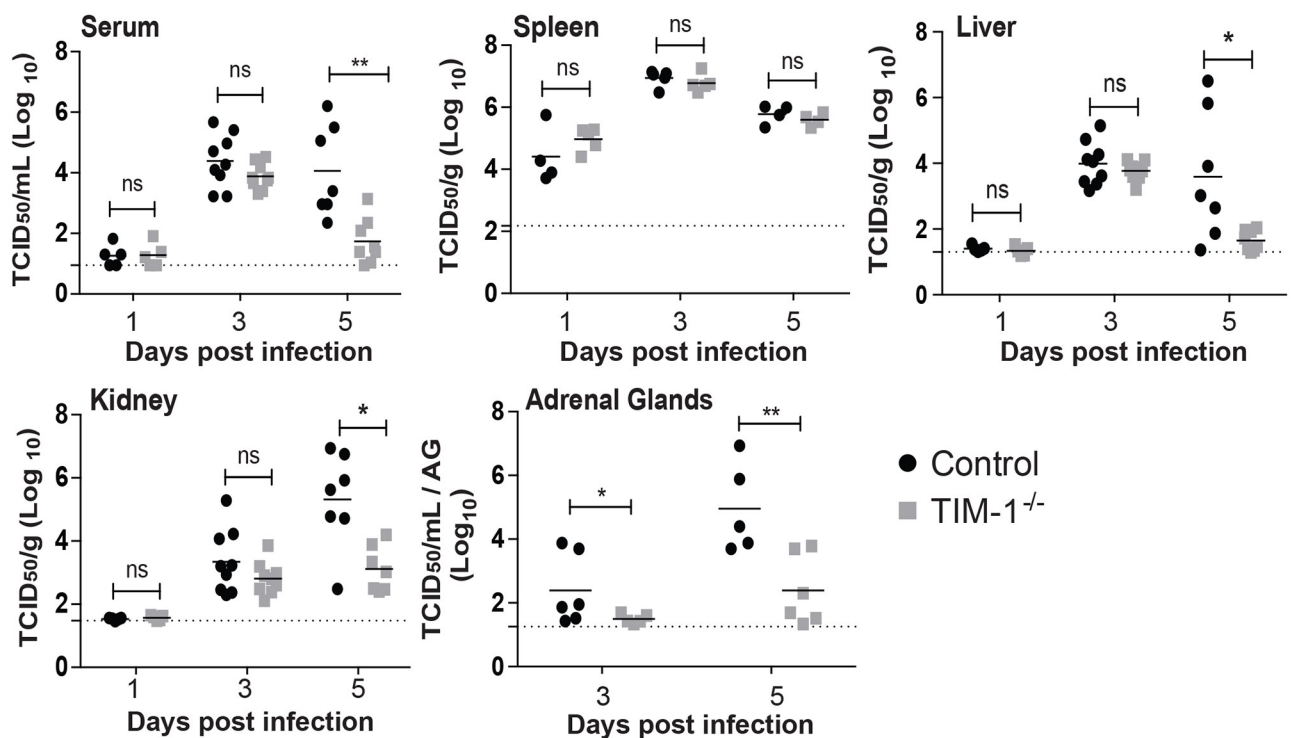 Serum
TCID50/mL (Log 10)
8
6
4
2
0
ns
ns
**
1
3
5
Days post infection
Spleen
TCID50/g (Log 10)
8
6
4
2
0
ns
ns
ns
1
3
5
Days post infection
Liver
TCID50/g (Log 10)
8
6
4
2
0
ns
ns
*
1
3
5
Days post infection
Kidney
TCID50/g (Log 10)
8
6
4
2
0
ns
ns
*
1
3
5
Days post infection
Adrenal Glands
TCID50/mL / AG
(Log10)
8
6
4
2
0
*
**
3
5
Days post infection
Control
TIM-1-/-